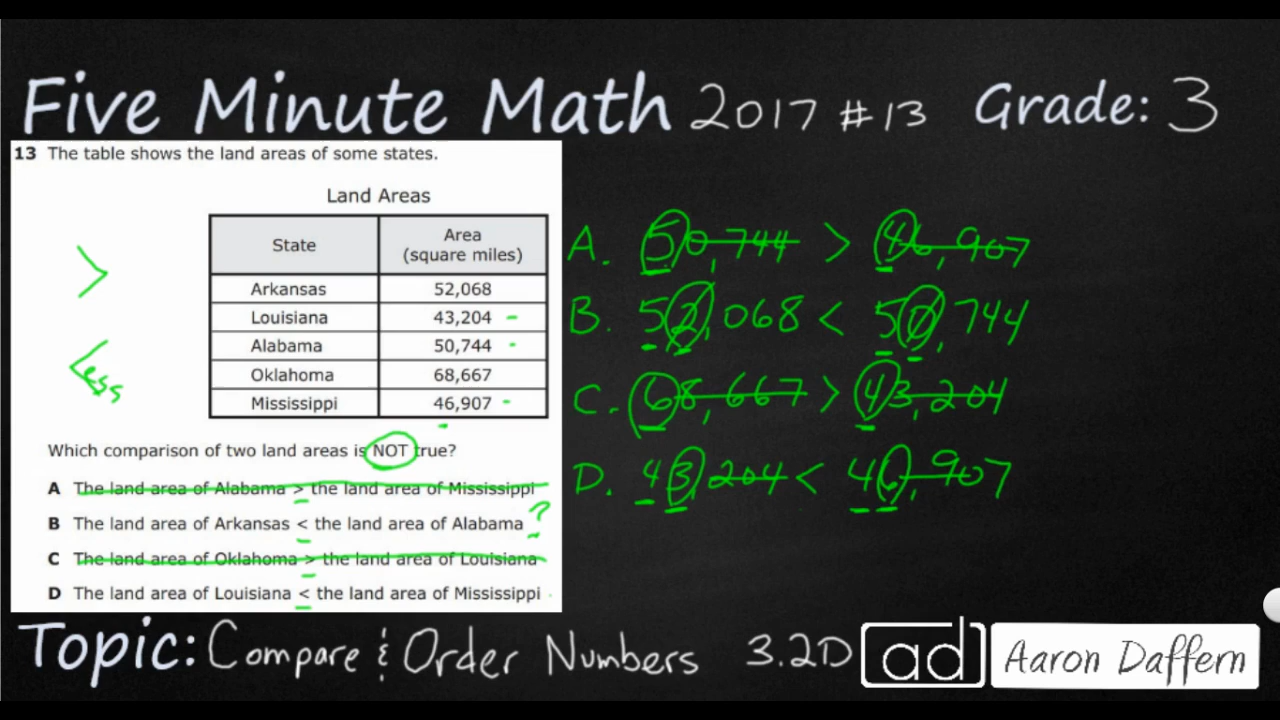 Five Minute Math 2017 #13 Grade: 3
13 The table shows the land areas of some states.
Land Areas
State Area (square miles)
Arkansas 52,068
Louisiana 43,204
Alabama 50,744
Oklahoma 68,667
Mississippi 46,907
>
<ess
Which comparison of two land areas is NOT true?
A The land area of Alabama > the land area of Mississippi
B The land area of Arkansas < the land area of Alabama ?
C The land area of Oklahoma > the land area of Louisiana
D The land area of Louisiana < the land area of Mississippi
A. 50,744 > 46,907
B. 52,068 < 50,744
C. 68,667 > 43,204
D. 43,204 < 46,907
Topic: Compare & Order Numbers 3.2D ad Aaron Daffern